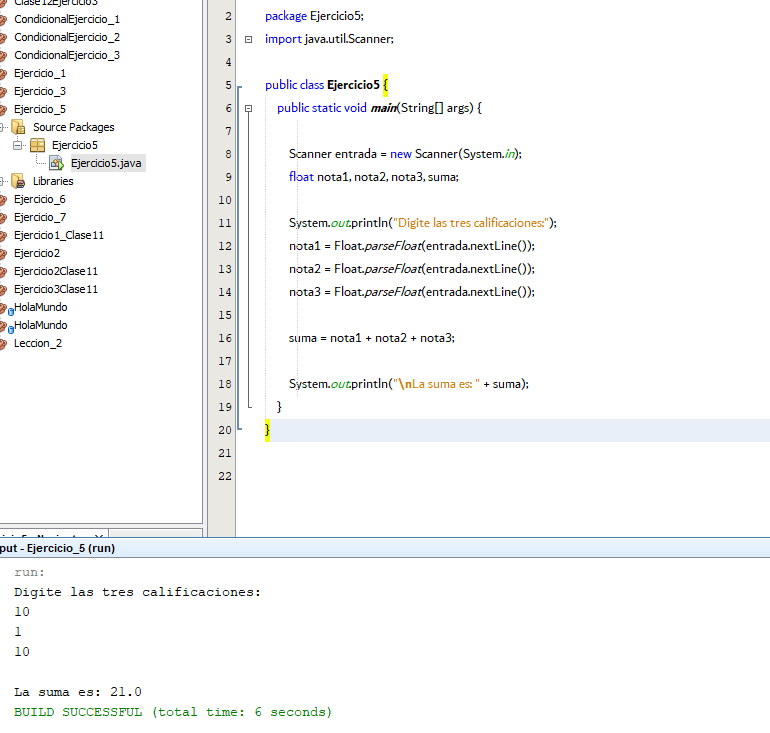 Clase12Ejercicio3
CondicionalEjercicio_1
CondicionalEjercicio_2
CondicionalEjercicio_3
Ejercicio_1
Ejercicio_3
Ejercicio_5
Source Packages
Ejercicio5
Ejercicio5.java
Libraries
Ejercicio_6
Ejercicio_7
Ejercicio1_Clase11
Ejercicio2
Ejercicio2Clase11
Ejercicio3Clase11
HolaMundo
HolaMundo
Leccion_2
2 package Ejercicio5;
3 import java.util.Scanner;
4
5 public class Ejercicio5 {
6 public static void main(String[] args) {
7
8 Scanner entrada = new Scanner(System.in);
9 float nota1, nota2, nota3, suma;
10
11 System.out.println("Digite las tres calificaciones:");
12 nota1 = Float.parseFloat(entrada.nextLine());
13 nota2 = Float.parseFloat(entrada.nextLine());
14 nota3 = Float.parseFloat(entrada.nextLine());
15
16 suma = nota1 + nota2 + nota3;
17
18 System.out.println("\nLa suma es: " + suma);
19 }
20 }
21
22
put - Ejercicio_5 (run)
run:
Digite las tres calificaciones:
10
1
10
La suma es: 21.0
BUILD SUCCESSFUL (total time: 6 seconds)